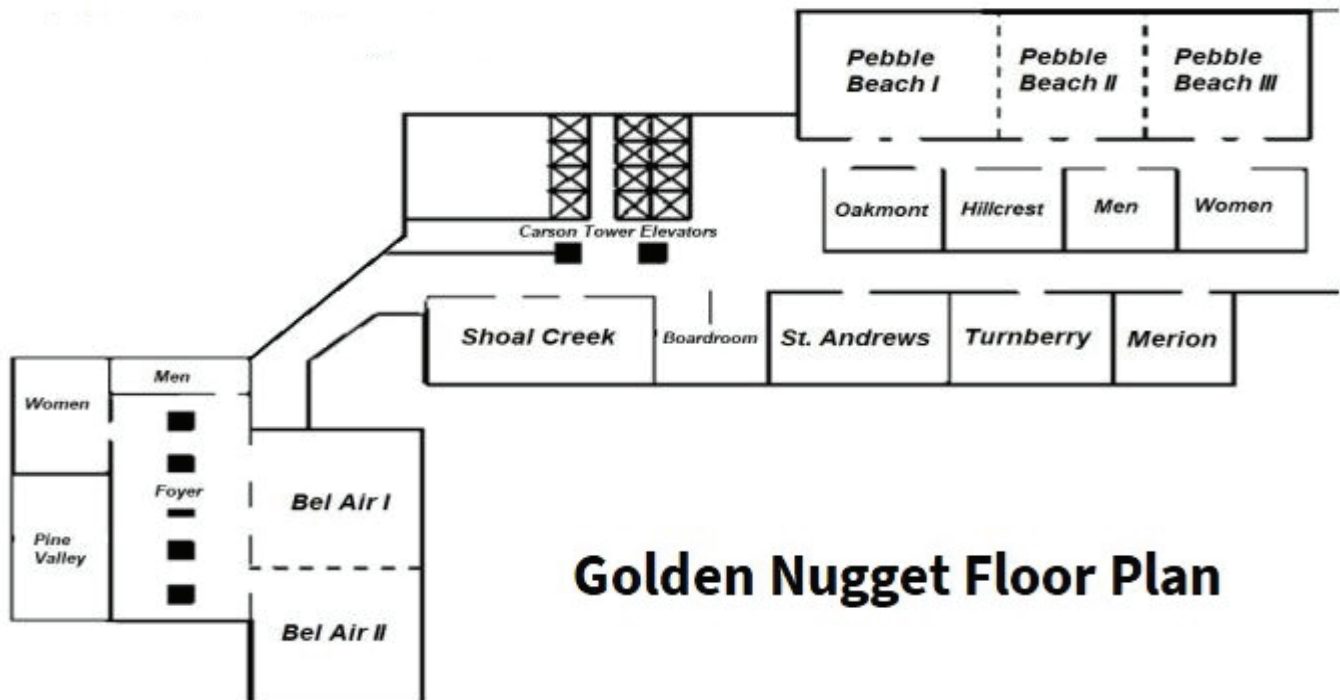 Pebble
Beach I
Pebble
Beach II
Pebble
Beach III
Oakmont
Hillcrest
Men
Women
Carson Tower Elevators
Shoal Creek
Boardroom
St. Andrews
Turnberry
Merion
Men
Women
Foyer
Bel Air I
Pine
Valley
Bel Air II
Golden Nugget Floor Plan